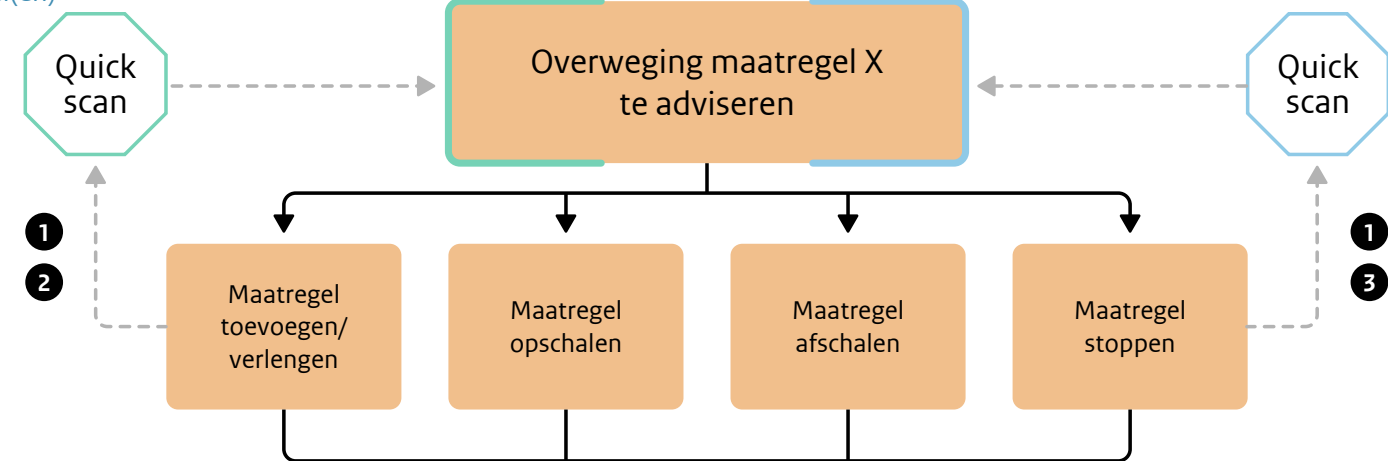 Quick
scan
Overweging maatregel X
te adviseren
Quick
scan
1
2
1
3
Maatregel
toevoegen/
verlengen
Maatregel
opschalen
Maatregel
afschalen
Maatregel
stoppen